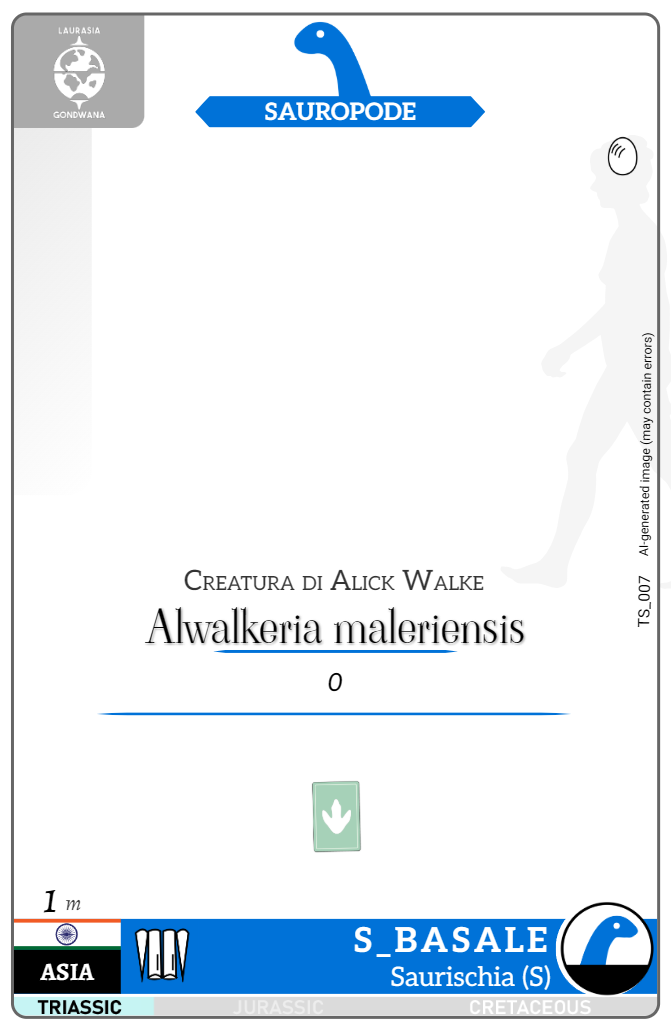 LAURASIA
GONDWANA
SAUROPODE
AI-generated image (may contain errors)
TS_007
Creatura di Alick Walke
Alwalkeria maleriensis
0
1 m
ASIA
S_BASALE
Saurischia (S)
TRIASSIC
JURASSIC
CRETACEOUS